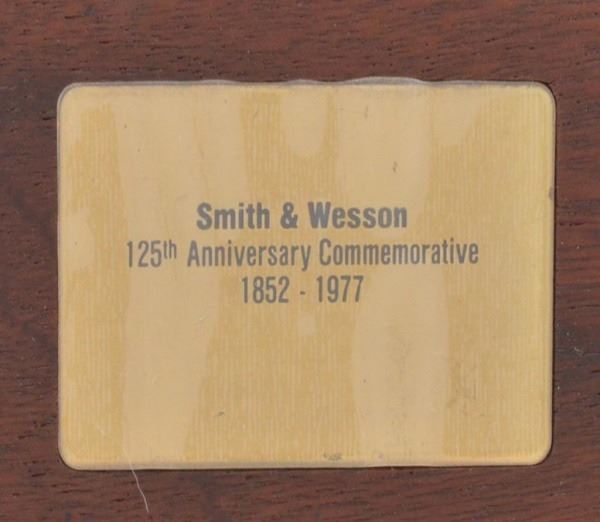 Smith & Wesson
125th Anniversary Commemorative
1852 - 1977